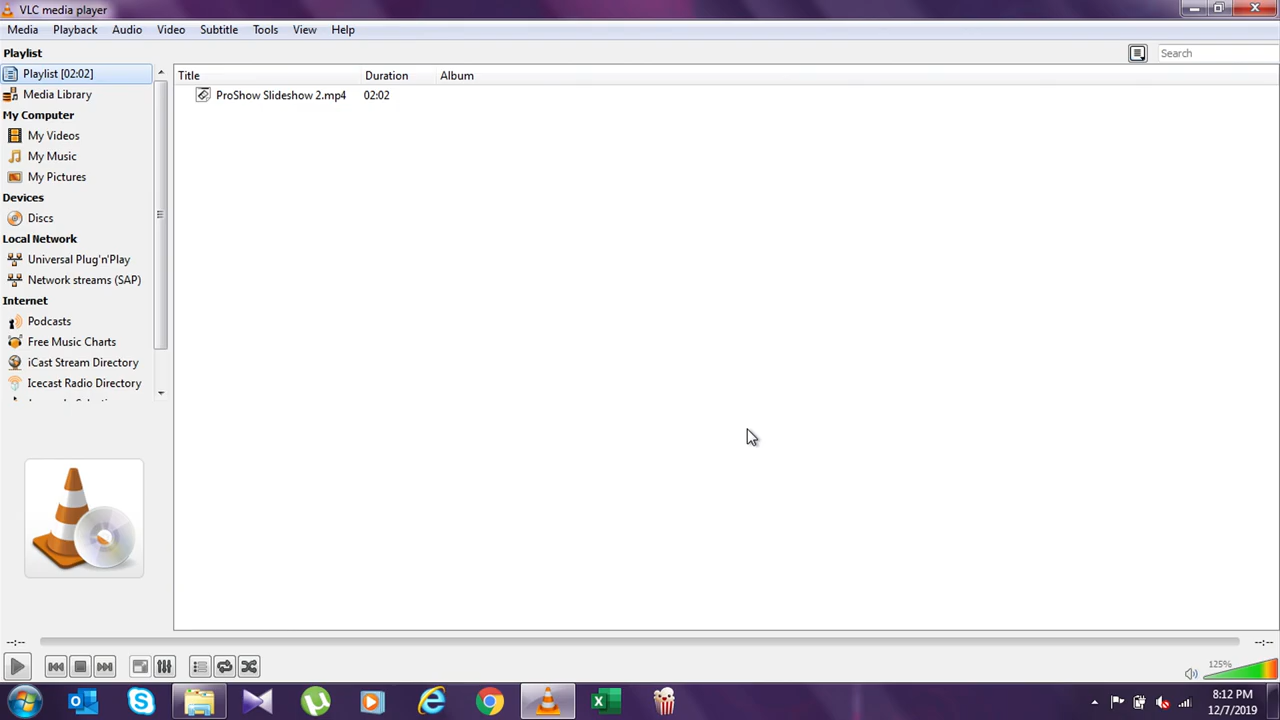 VLC media player
Media Playback Audio Video Subtitle Tools View Help
Playlist
Search
Playlist [02:02]
Title Duration Album
ProShow Slideshow 2.mp4 02:02
Media Library
My Computer
My Videos
My Music
My Pictures
Devices
Discs
Local Network
Universal Plug'n'Play
Network streams (SAP)
Internet
Podcasts
Free Music Charts
iCast Stream Directory
Icecast Radio Directory
--:-- --:--
125%
8:12 PM
12/7/2019